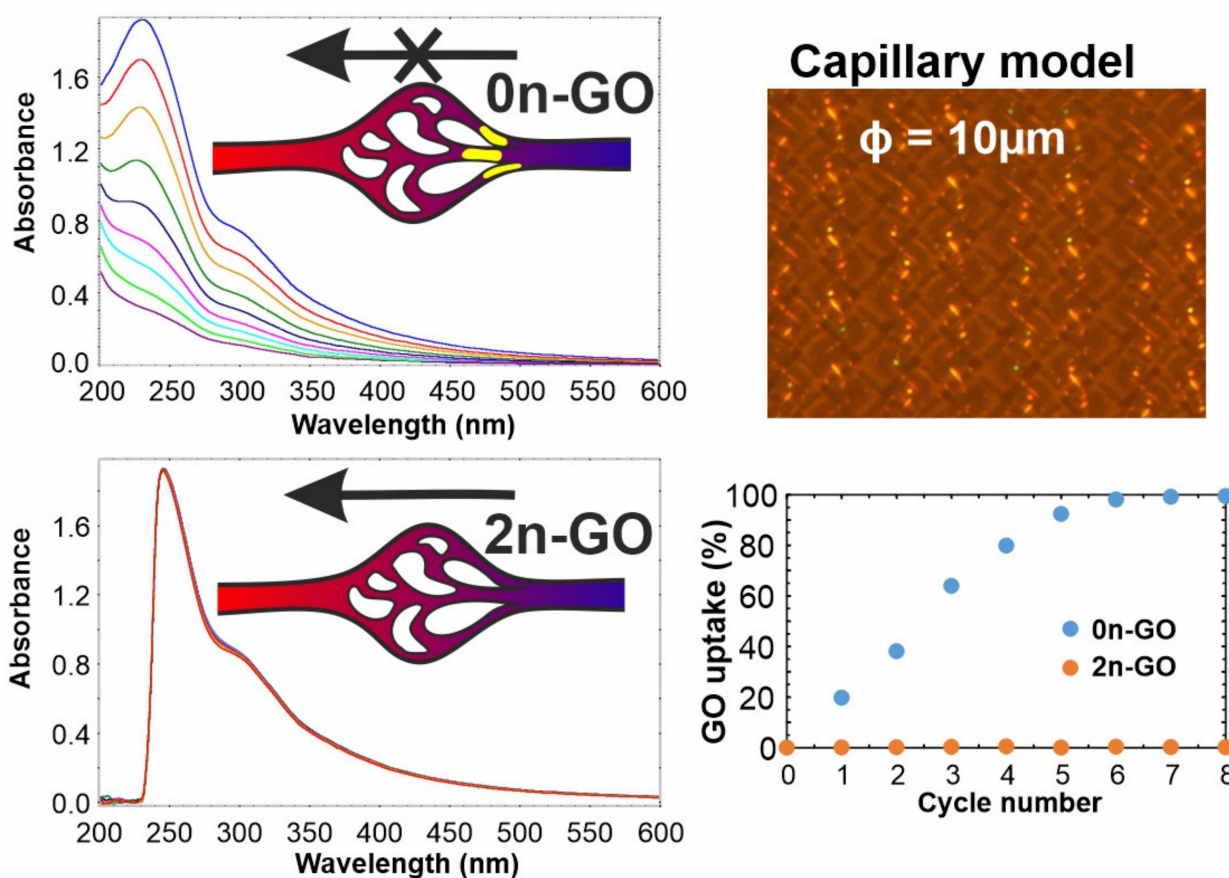 Absorbance
1.6
1.2
0.8
0.4
0.0
200 250 300 350 400 450 500 550 600
Wavelength (nm)
0n-GO
Capillary model
ϕ = 10µm
Absorbance
1.6
1.2
0.8
0.4
0.0
200 250 300 350 400 450 500 550 600
Wavelength (nm)
2n-GO
GO uptake (%)
100
80
60
40
20
0
0 1 2 3 4 5 6 7 8
Cycle number
0n-GO
2n-GO